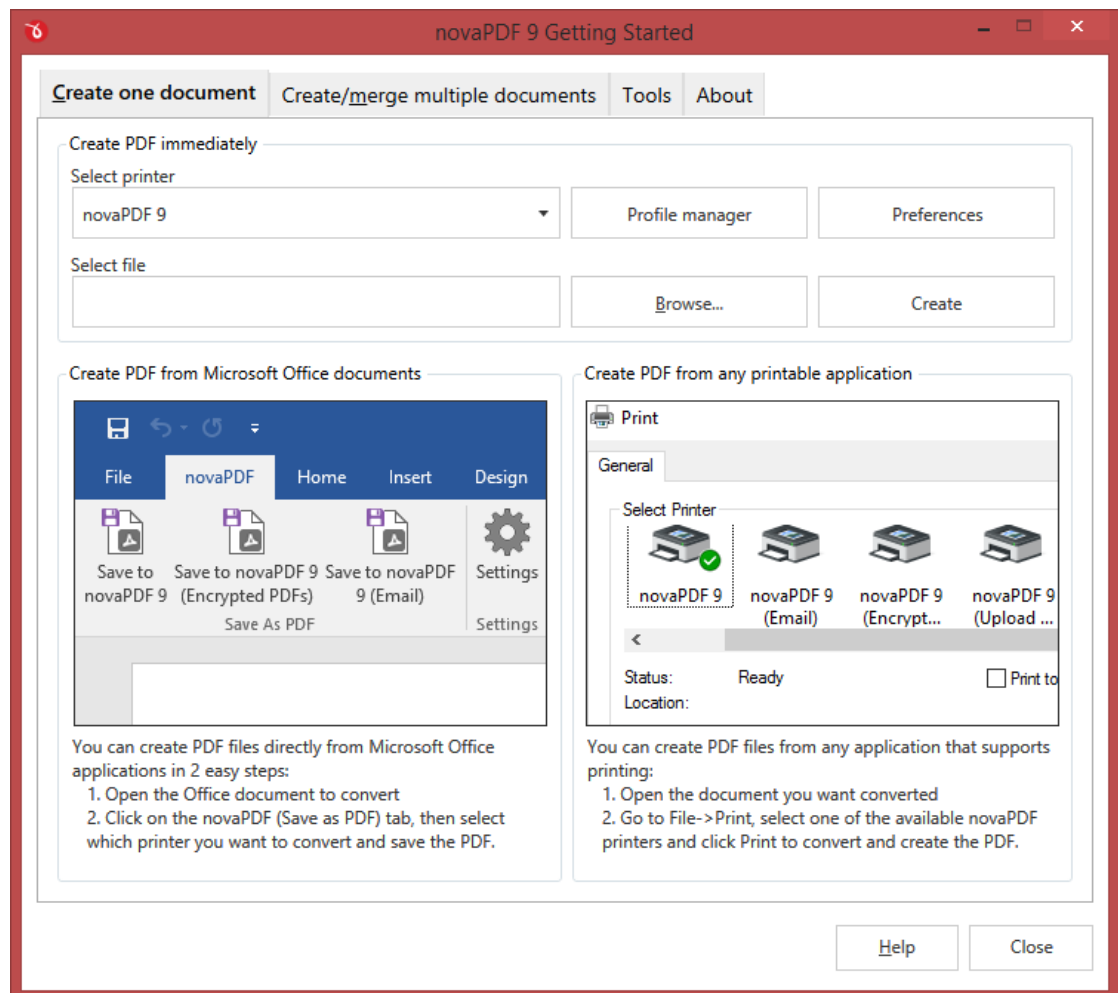 novaPDF 9 Getting Started
Create one document
Create/merge multiple documents
Tools
About
Create PDF immediately
Select printer
novaPDF 9
Profile manager
Preferences
Select file
Browse...
Create
Create PDF from Microsoft Office documents
File
novaPDF
Home
Insert
Design
Save to
novaPDF 9
Save to novaPDF 9
(Encrypted PDFs)
Save to novaPDF
9 (Email)
Settings
Save As PDF
Settings
You can create PDF files directly from Microsoft Office
applications in 2 easy steps:
1. Open the Office document to convert
2. Click on the novaPDF (Save as PDF) tab, then select
which printer you want to convert and save the PDF.
Create PDF from any printable application
Print
General
Select Printer
novaPDF 9
novaPDF 9
(Email)
novaPDF 9
(Encrypt...
novaPDF 9
(Upload ...
Status:
Ready
Print to
Location:
You can create PDF files from any application that supports
printing:
1. Open the document you want converted
2. Go to File->Print, select one of the available novaPDF
printers and click Print to convert and create the PDF.
Help
Close